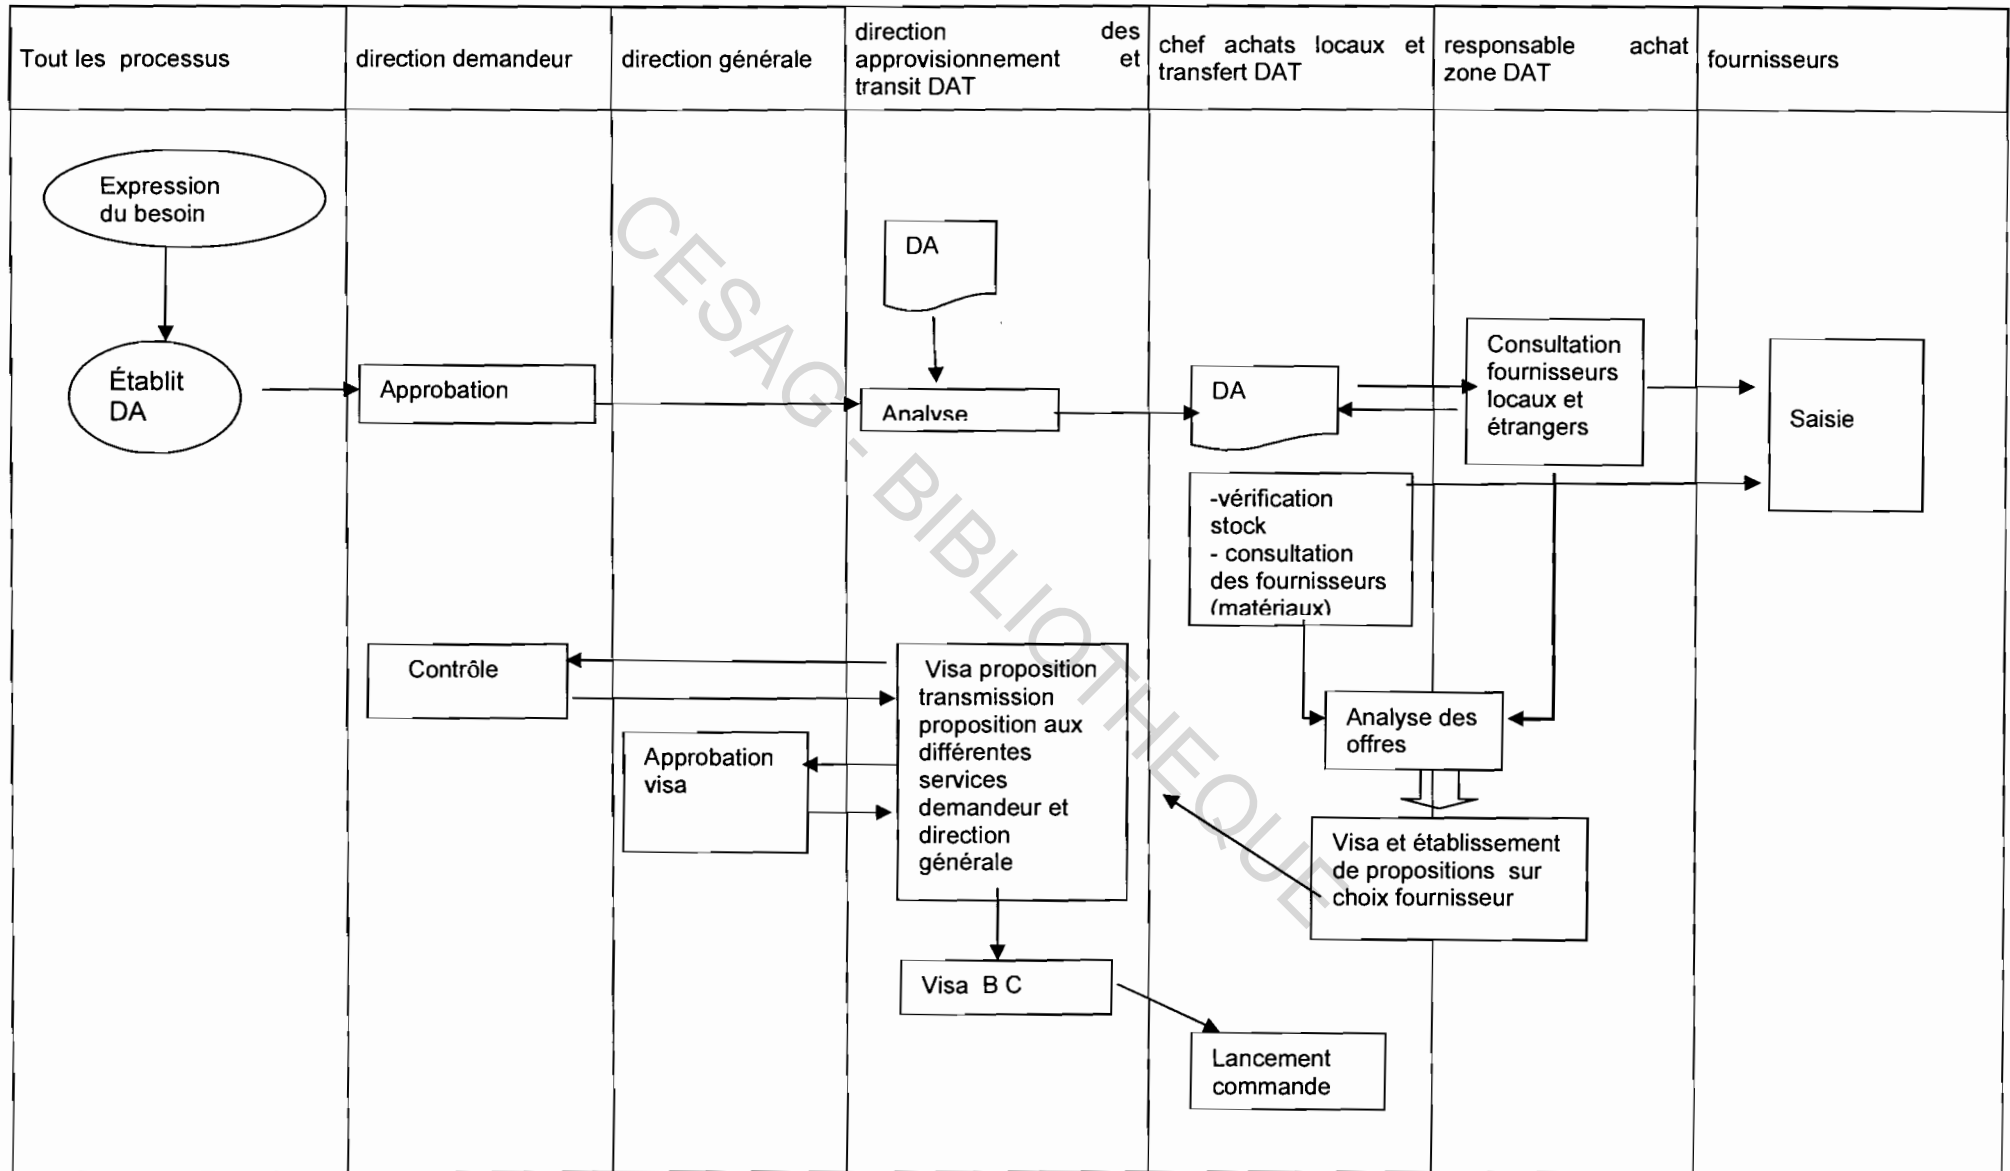 Tout les processus
direction demandeur
direction générale
direction des
approvisionnement et
transit DAT
chef achats locaux et
transfert DAT
responsable achat
zone DAT
fournisseurs
Expression
du besoin
Établit
DA
Approbation
DA
Analyse
DA
Consultation
fournisseurs
locaux et
étrangers
Saisie
-vérification
stock
- consultation
des fournisseurs
(matériaux)
Contrôle
Approbation
visa
Visa proposition
transmission
proposition aux
différentes
services
demandeur et
direction
générale
Analyse des
offres
Visa et établissement
de propositions sur
choix fournisseur
Visa B C
Lancement
commande
CESAG - BIBLIOTHEQUE